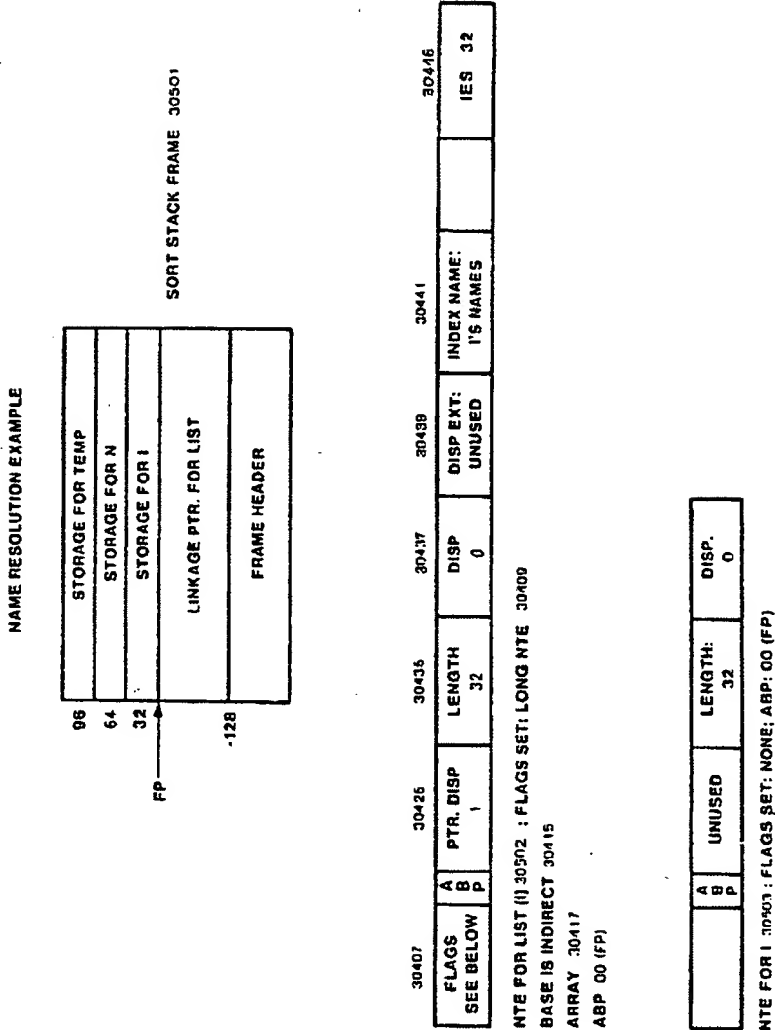 NAME RESOLUTION EXAMPLE
96
64
32
FP
-128
STORAGE FOR TEMP
STORAGE FOR N
STORAGE FOR I
LINKAGE PTR. FOR LIST
FRAME HEADER
SORT STACK FRAME 30501
30407
30425
30435
30437
30439
30441
30446
FLAGS
SEE BELOW
A
B
P
PTR. DISP
1
LENGTH
32
DISP
0
DISP EXT:
UNUSED
INDEX NAME:
I'S NAMES
IES 32
NTE FOR LIST (I) 30502 : FLAGS SET: LONG NTE 30409
BASE IS INDIRECT 30415
ARRAY 30417
ABP 00 (FP)
A
B
P
UNUSED
LENGTH:
32
DISP.
0
NTE FOR I 30503 : FLAGS SET: NONE; ABP: 00 (FP)